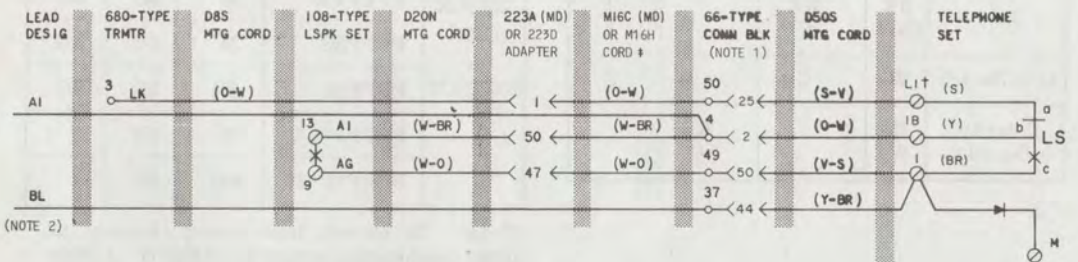 LEAD DESIG 680-TYPE TRMTR D8S MTG CORD 108-TYPE LSPK SET D20N MTG CORD 223A (MD) OR 223D ADAPTER M16C (MD) OR M16H CORD ‡ 66-TYPE CONN BLK (NOTE 1) D50S MTG CORD TELEPHONE SET
3 50 L1†
A1 LK (O-W) 1 (O-W) 25 (S-V) (S) a
13 A1 (W-BR) 50 (W-BR) 4 2 (O-W) 1B (Y) b LS
9 AG (W-O) 47 (W-O) 49 50 (V-S) 1 (BR) c
BL 37 44 (Y-BR)
(NOTE 2) M